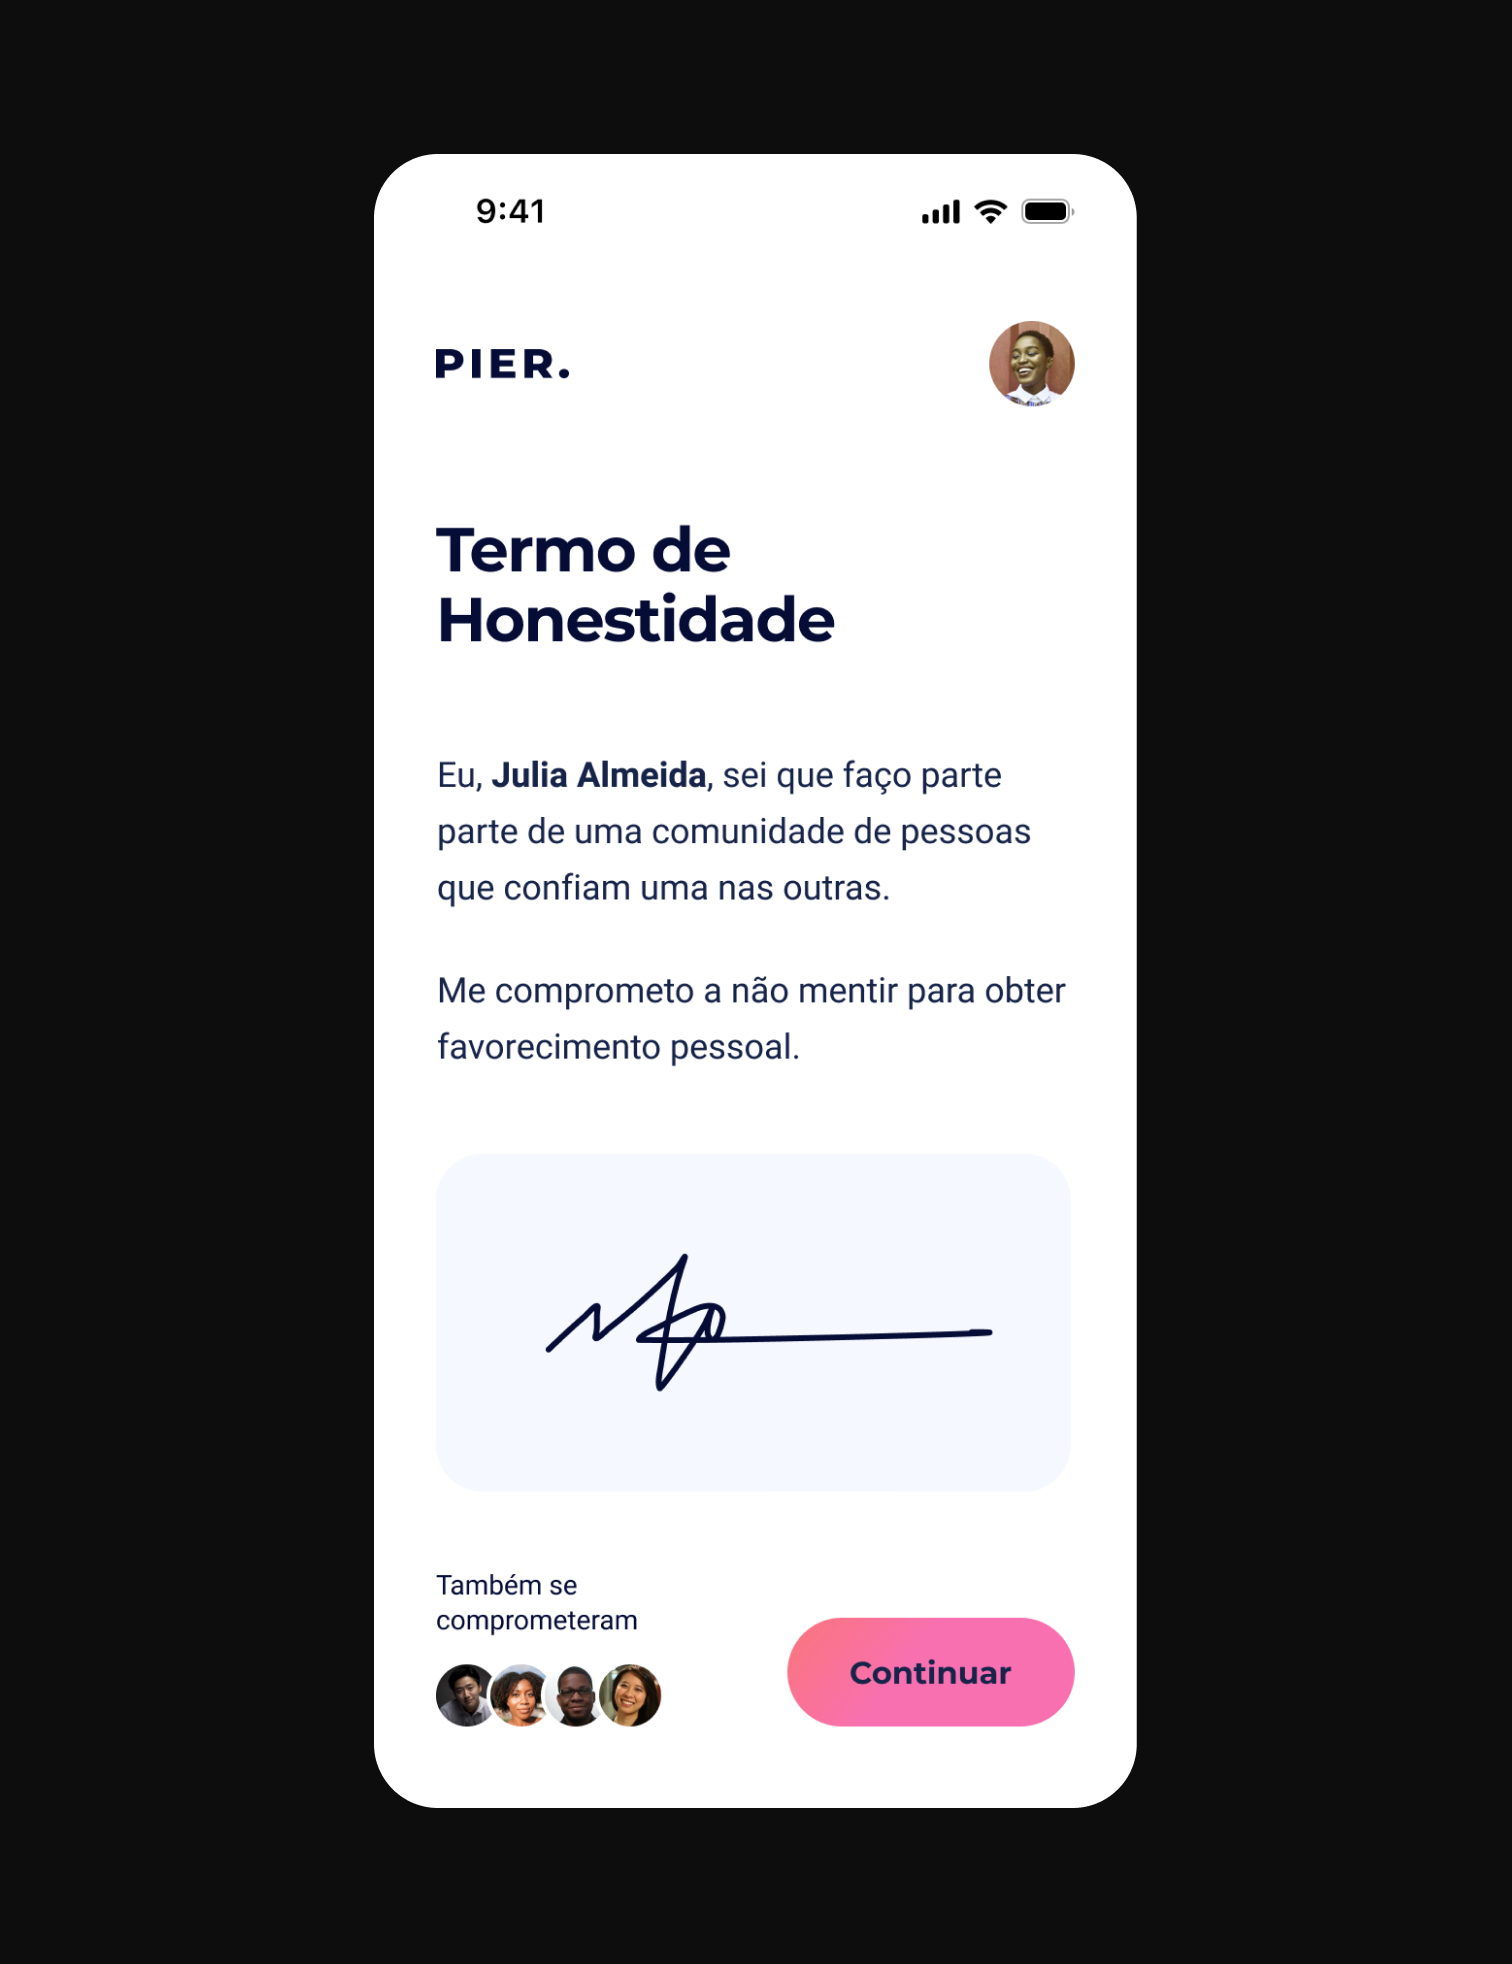 9:41
PIER.
Termo de
Honestidade
Eu, Julia Almeida, sei que faço parte
parte de uma comunidade de pessoas
que confiam uma nas outras.
Me comprometo a não mentir para obter
favorecimento pessoal.
Também se
comprometeram
Continuar